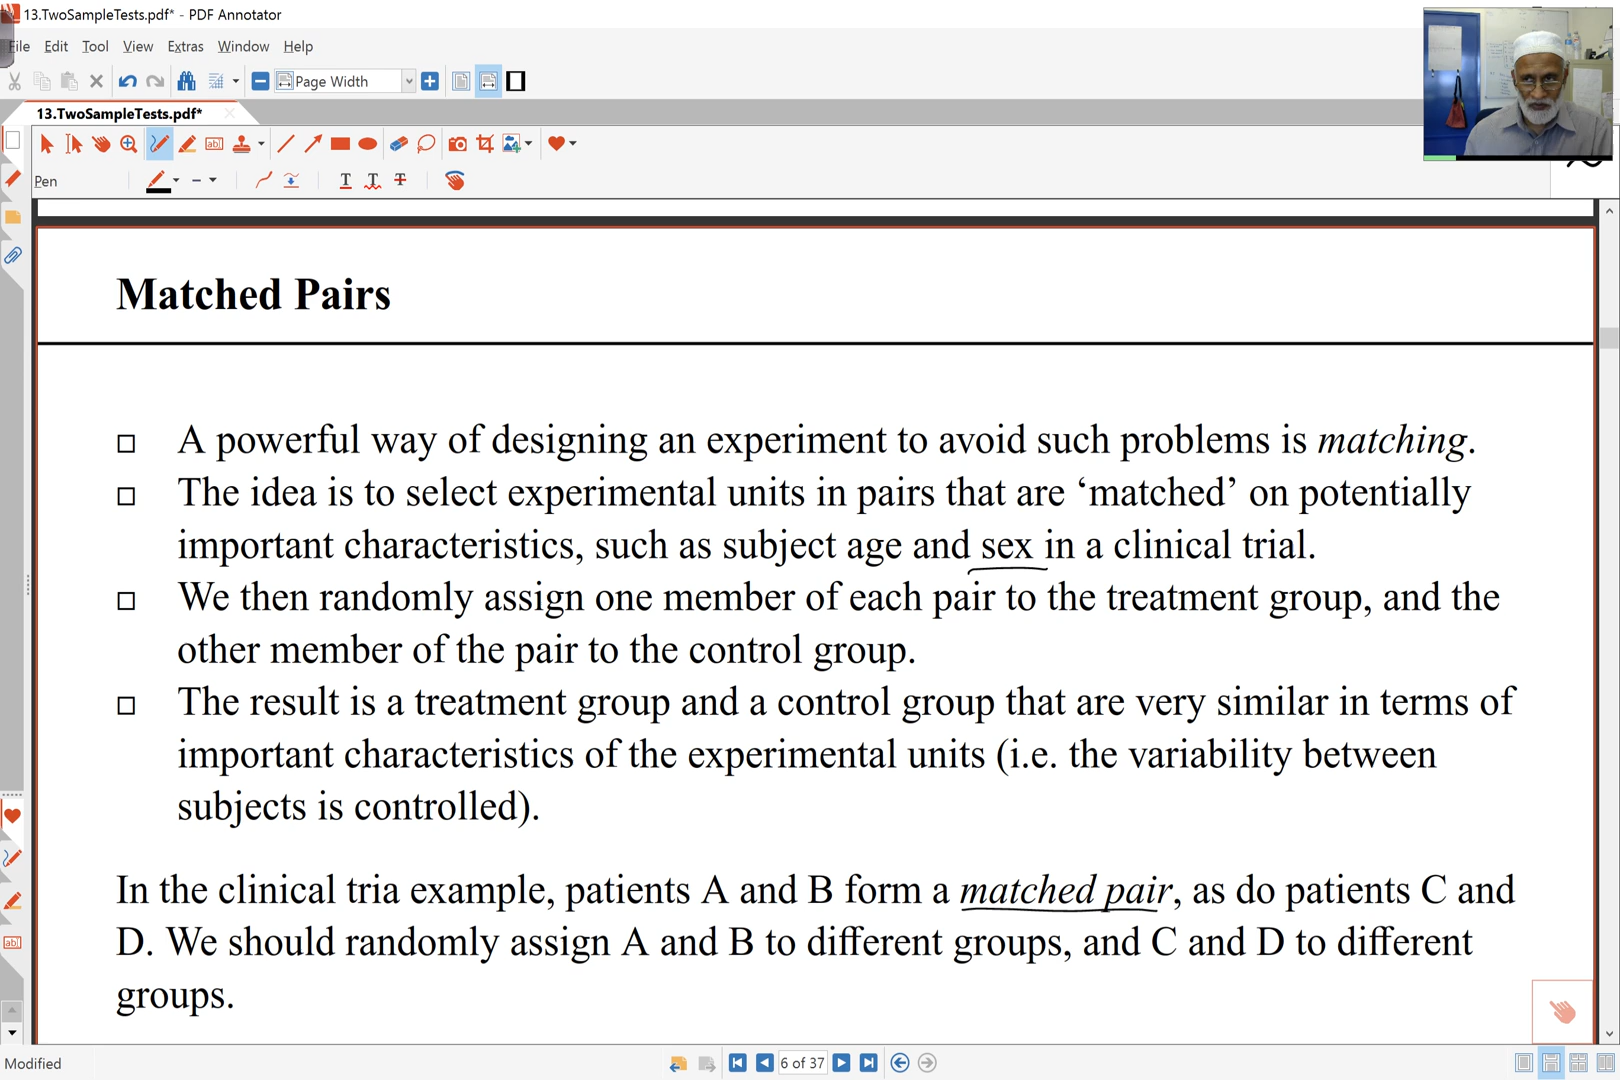 13.TwoSampleTests.pdf* - PDF Annotator
File Edit Tool View Extras Window Help
Page Width
13.TwoSampleTests.pdf*
Pen
Matched Pairs
A powerful way of designing an experiment to avoid such problems is matching.
The idea is to select experimental units in pairs that are ‘matched’ on potentially
important characteristics, such as subject age and sex in a clinical trial.
We then randomly assign one member of each pair to the treatment group, and the
other member of the pair to the control group.
The result is a treatment group and a control group that are very similar in terms of
important characteristics of the experimental units (i.e. the variability between
subjects is controlled).
In the clinical tria example, patients A and B form a matched pair, as do patients C and
D. We should randomly assign A and B to different groups, and C and D to different
groups.
Modified
6 of 37